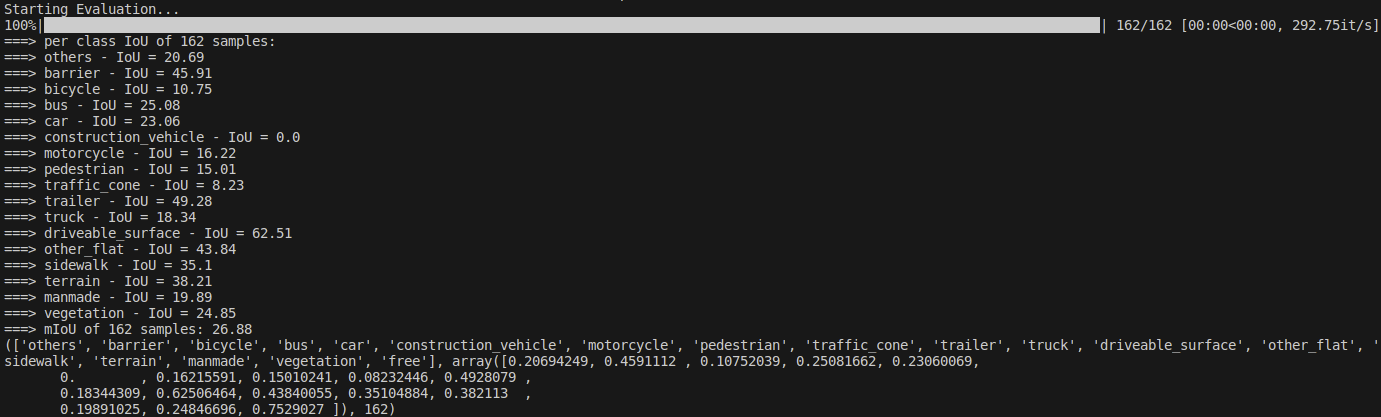 Starting Evaluation...
100%| | 162/162 [00:00<00:00, 292.75it/s]
===> per class IoU of 162 samples:
===> others - IoU = 20.69
===> barrier - IoU = 45.91
===> bicycle - IoU = 10.75
===> bus - IoU = 25.08
===> car - IoU = 23.06
===> construction_vehicle - IoU = 0.0
===> motorcycle - IoU = 16.22
===> pedestrian - IoU = 15.01
===> traffic_cone - IoU = 8.23
===> trailer - IoU = 49.28
===> truck - IoU = 18.34
===> driveable_surface - IoU = 62.51
===> other_flat - IoU = 43.84
===> sidewalk - IoU = 35.1
===> terrain - IoU = 38.21
===> manmade - IoU = 19.89
===> vegetation - IoU = 24.85
===> mIoU of 162 samples: 26.88
(['others', 'barrier', 'bicycle', 'bus', 'car', 'construction_vehicle', 'motorcycle', 'pedestrian', 'traffic_cone', 'trailer', 'truck', 'driveable_surface', 'other_flat', '
sidewalk', 'terrain', 'manmade', 'vegetation', 'free'], array([0.20694249, 0.4591112 , 0.10752039, 0.25081662, 0.23060069,
0.        , 0.16215591, 0.15010241, 0.08232446, 0.4928079 ,
0.18344309, 0.62506464, 0.43840055, 0.35104884, 0.382113  ,
0.19891025, 0.24846696, 0.7529027 ]), 162)